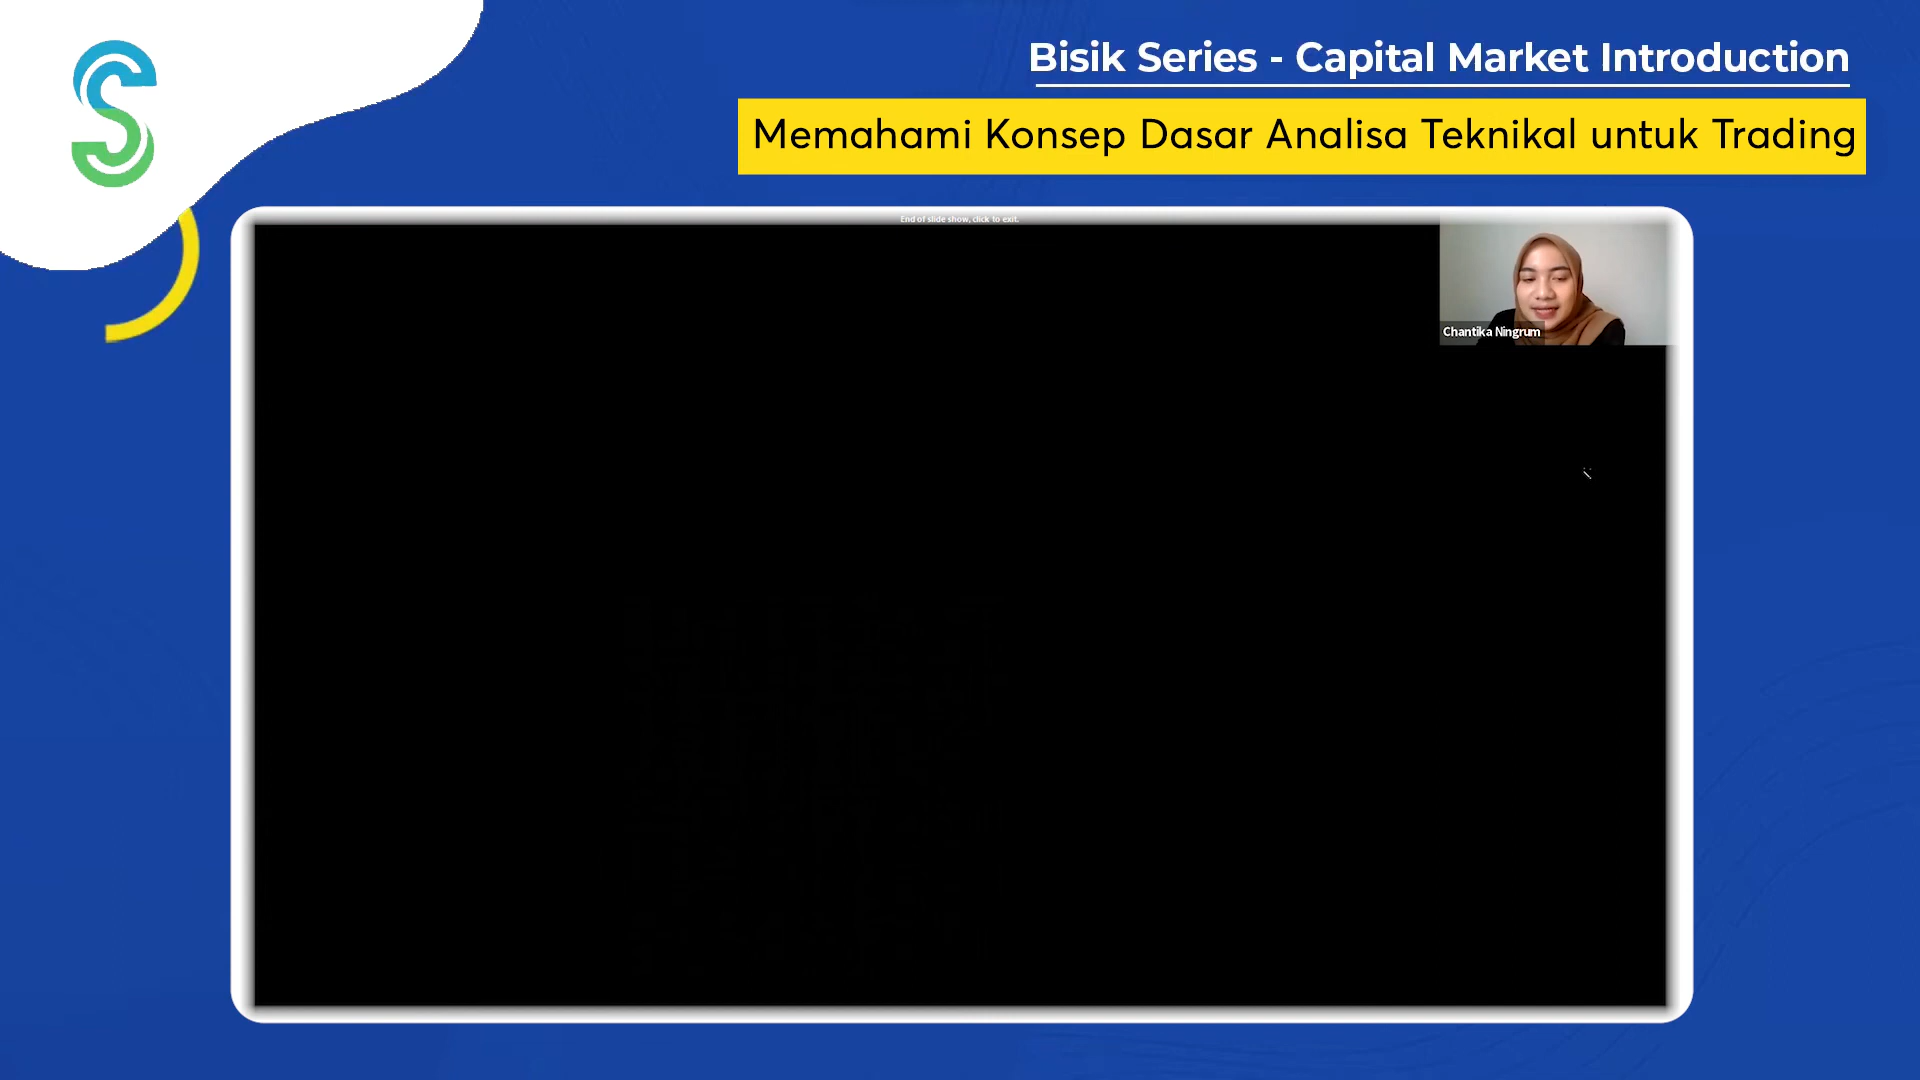 Bisik Series - Capital Market Introduction
Memahami Konsep Dasar Analisa Teknikal untuk Trading
End of slide show, click to exit.
Chantika Ningrum